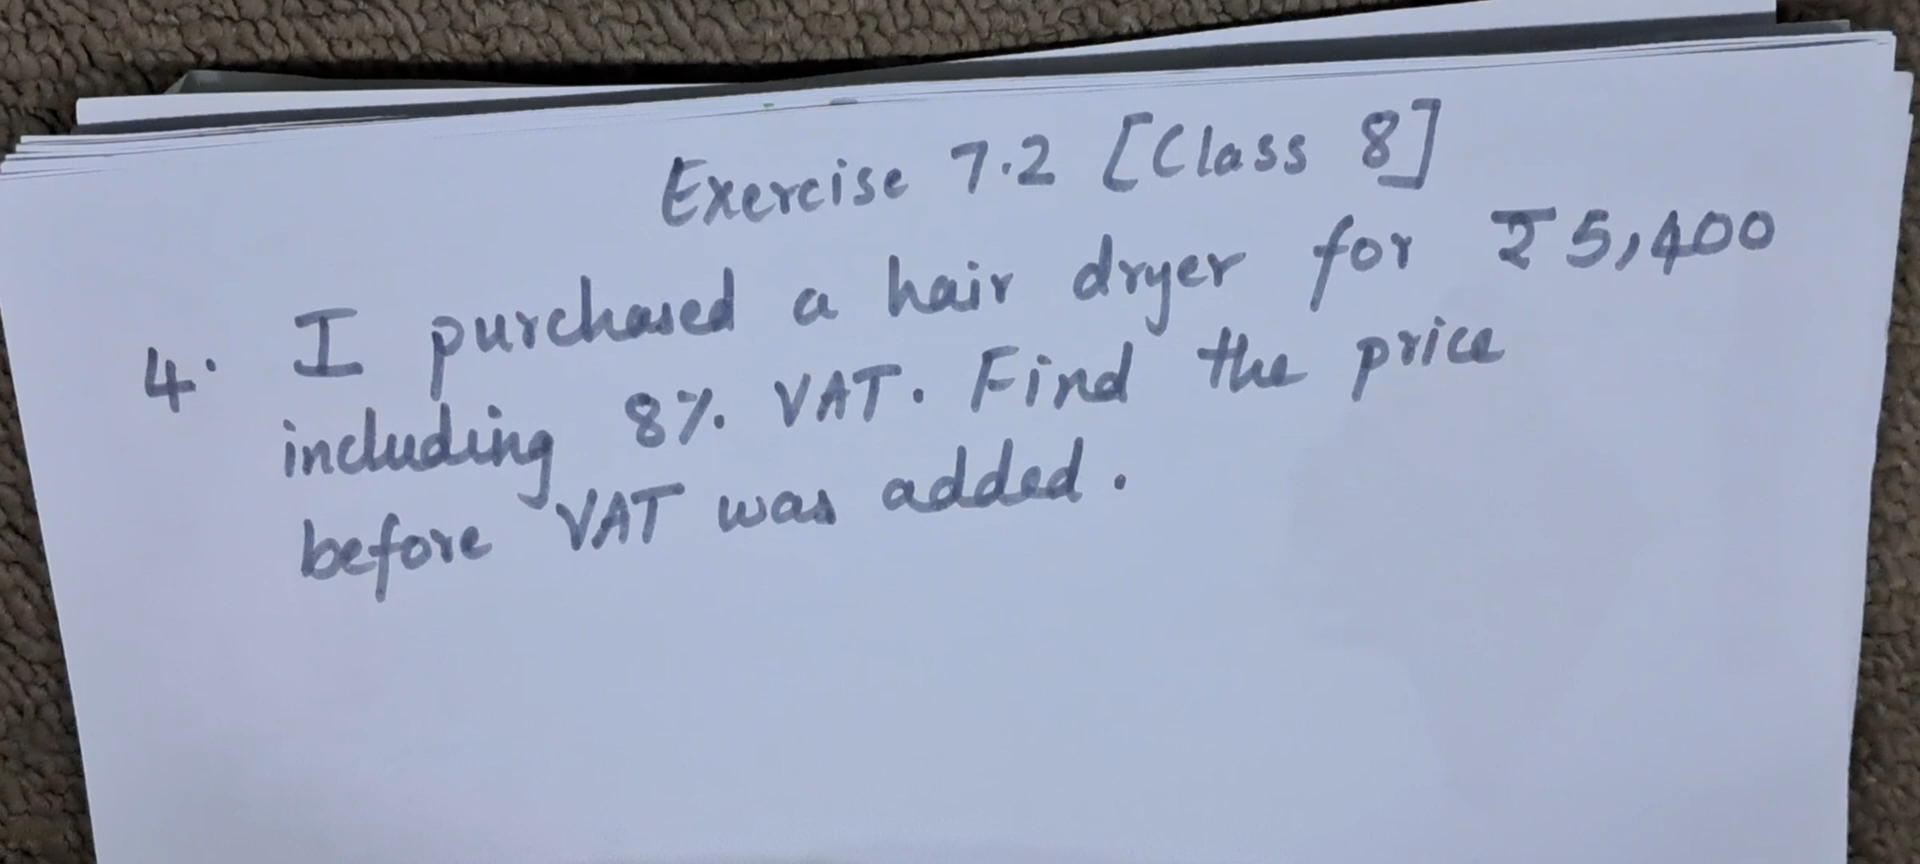 Exercise 7.2 [Class 8]
4. I purchased a hair dryer for ₹5,400
including 8% VAT. Find the price
before VAT was added.